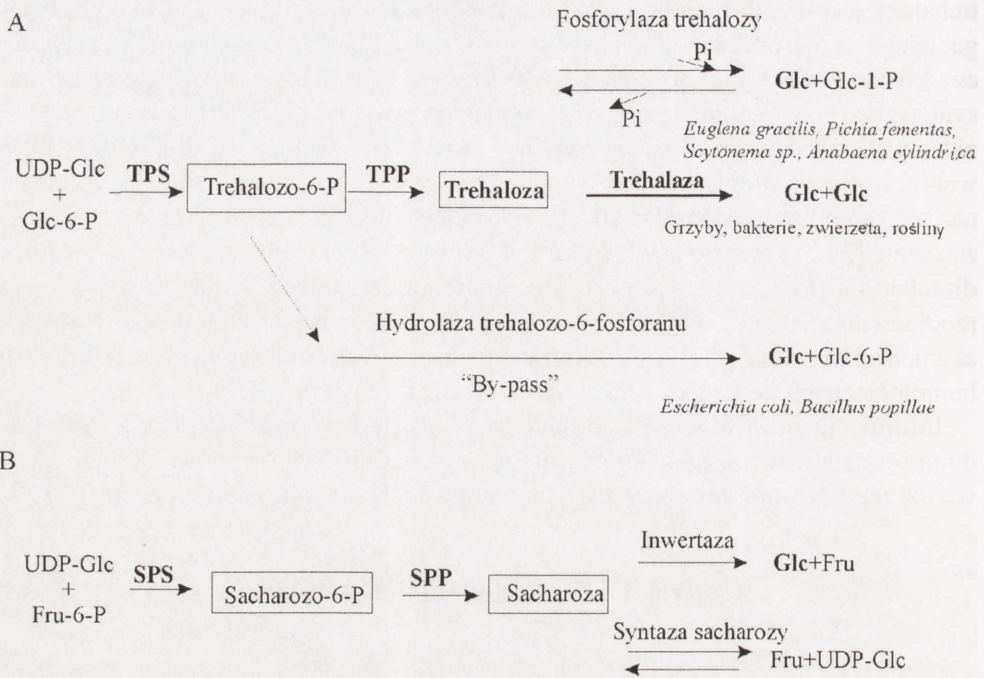 A
Fosforylaza trehalozy
Pi
Glc+Glc-1-P
Pi
Euglena gracilis, Pichia fementas,
Scytonema sp., Anabaena cylindrica
UDP-Glc
+
Glc-6-P
TPS
Trehalozo-6-P
TPP
Trehaloza
Trehalaza
Glc+Glc
Grzyby, bakterie, zwierzeta, rośliny
Hydrolaza trehalozo-6-fosforanu
"By-pass"
Glc+Glc-6-P
Escherichia coli, Bacillus popillae
B
UDP-Glc
+
Fru-6-P
SPS
Sacharozo-6-P
SPP
Sacharoza
Inwertaza
Glc+Fru
Syntaza sacharozy
Fru+UDP-Glc